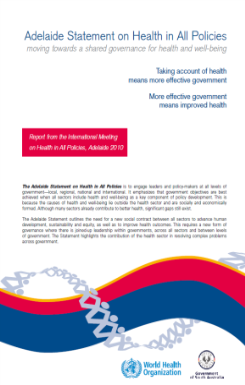 Adelaide Statement on Health in All Policies
moving towards a shared governance for health and well-being
Taking account of health
means more effective government
More effective government
means improved health
Report from the International Meeting
on Health in All Policies, Adelaide 2010
The Adelaide Statement on Health in All Policies is to engage leaders and policy-makers at all levels of
government—local, regional, national and international. It emphasizes that government objectives are best
achieved when all sectors include health and well-being as a key component of policy development. This is
because the causes of health and well-being lie outside the health sector and are socially and economically
formed. Although many sectors already contribute to better health, significant gaps still exist.
The Adelaide Statement outlines the need for a new social contract between all sectors to advance human
development, sustainability and equity, as well as to improve health outcomes. This requires a new form of
governance where there is joined-up leadership within governments, across all sectors and between levels
of government. The Statement highlights the contribution of the health sector in resolving complex problems
across government.
World Health
Organization
Government
of South Australia